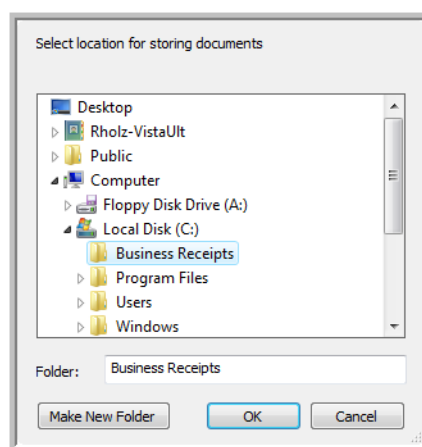 Select location for storing documents
Desktop
Rholz-VistaUlt
Public
Computer
Floppy Disk Drive (A:)
Local Disk (C:)
Business Receipts
Program Files
Users
Windows
Folder: Business Receipts
Make New Folder OK Cancel